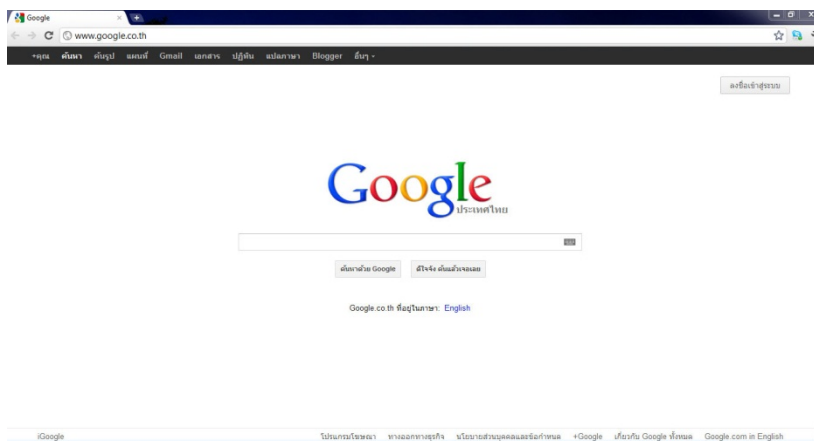 Google
www.google.co.th
+คุณ ค้นหา ค้นรูป แผนที่ Gmail เอกสาร ปฏิทิน แปลภาษา Blogger อื่นๆ
ลงชื่อเข้าสู่ระบบ
Google
ประเทศไทย
ค้นหาด้วย Google ดีใจจัง ค้นแล้วเจอเลย
Google.co.th ที่อยู่ในภาษา: English
iGoogle โปรแกรมโฆษณา ทางออกทางธุรกิจ นโยบายส่วนบุคคลและข้อกำหนด +Google เกี่ยวกับ Google ทั้งหมด Google.com in English